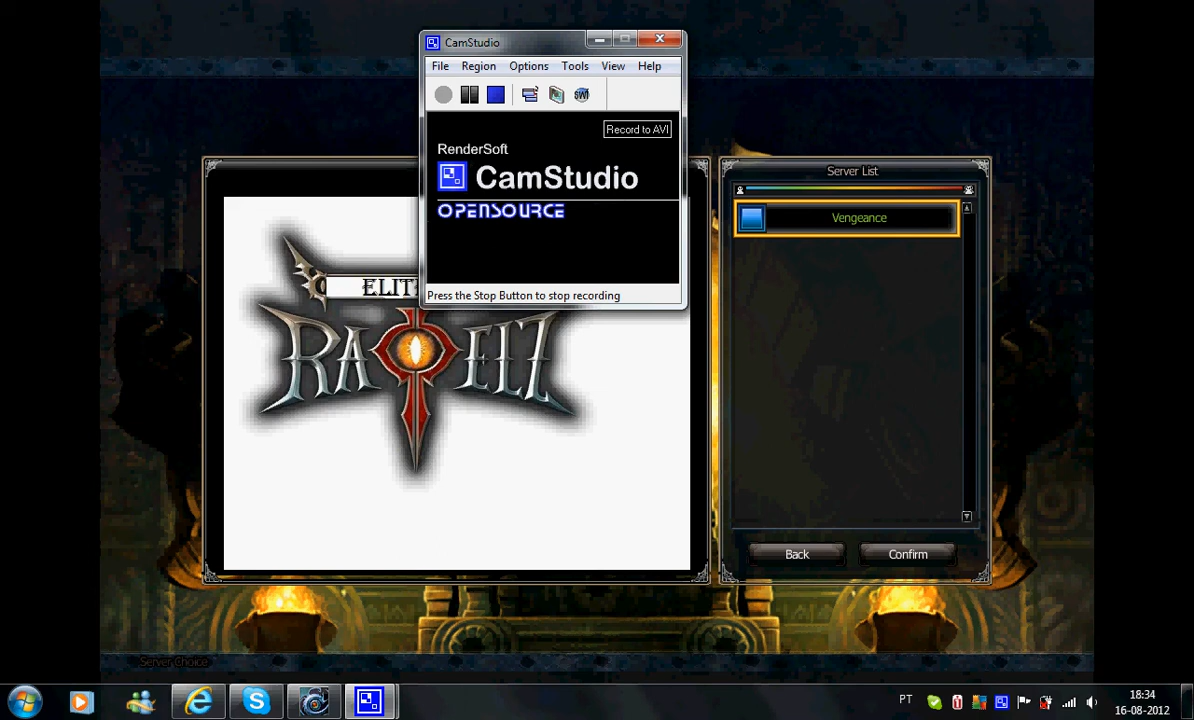 CamStudio
File Region Options Tools View Help
Record to AVI
RenderSoft
CamStudio
OPENSOURCE
Press the Stop Button to stop recording
ELIT
RAPPELZ
Server List
Vengeance
Back Confirm
Server Choice
PT
18:34
16-08-2012